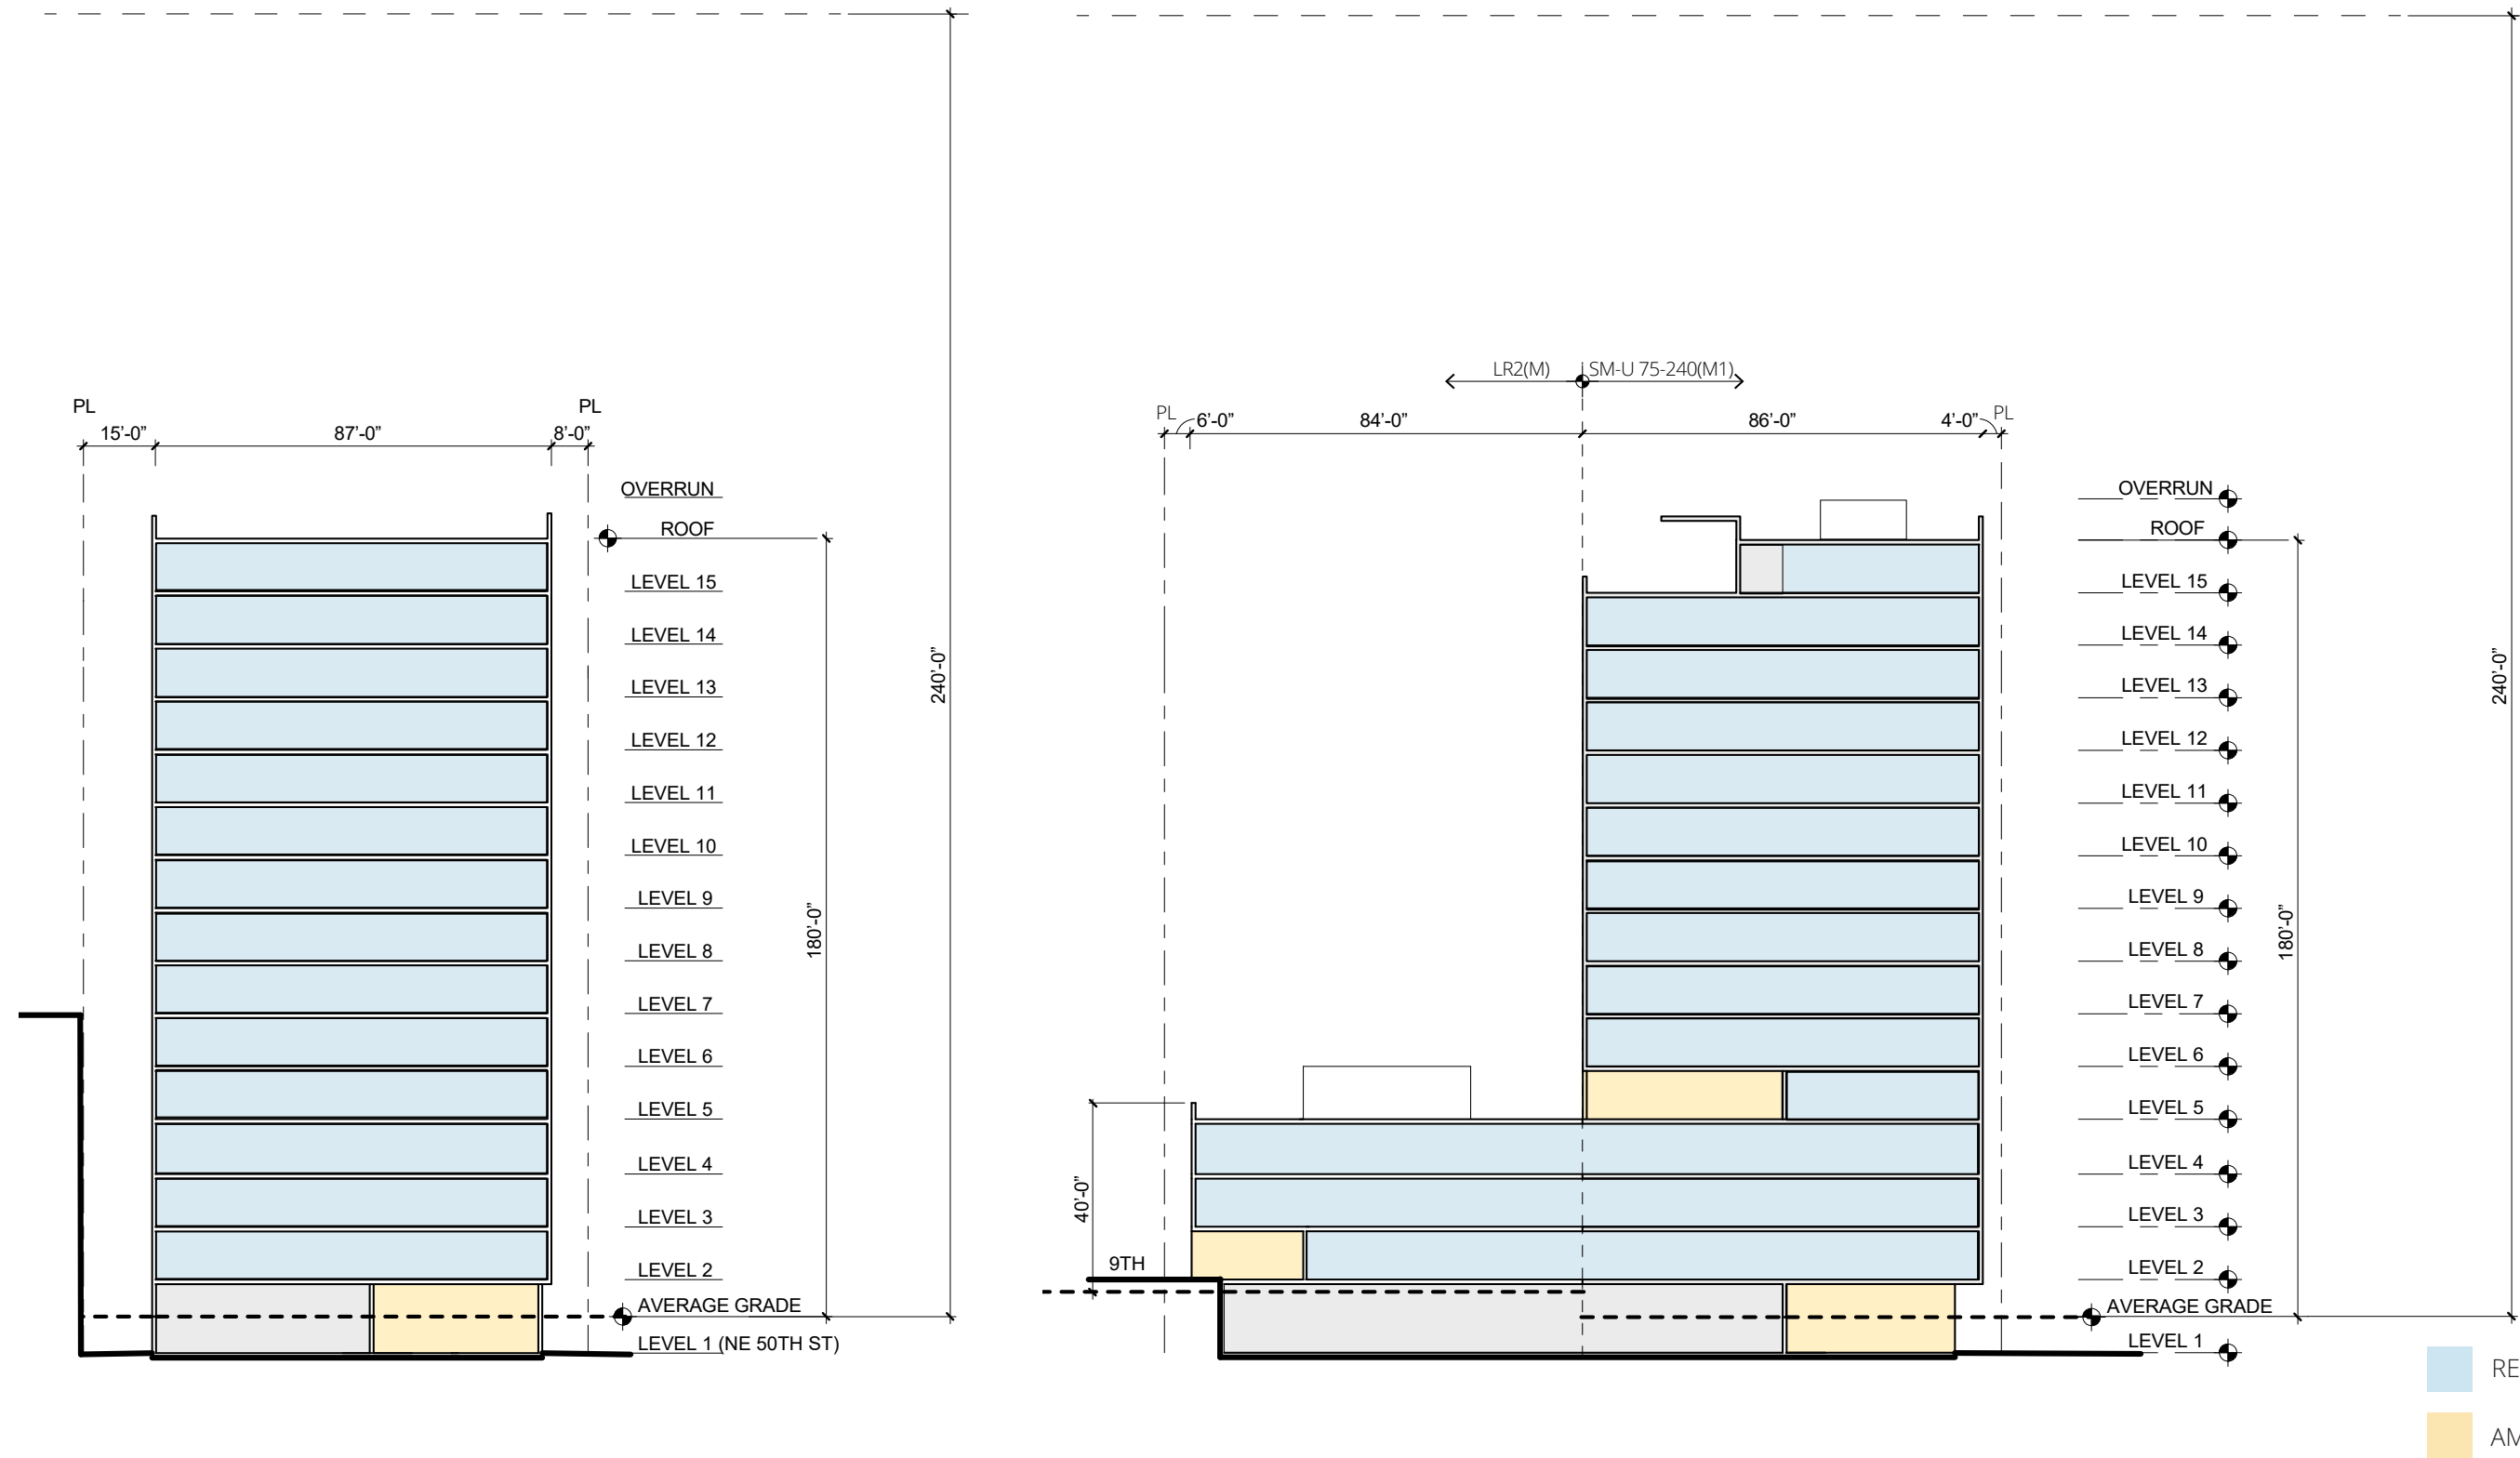 PL
PL
15’-0”
87’-0”
8’-0”
OVERRUN
ROOF
LEVEL 15
LEVEL 14
LEVEL 13
LEVEL 12
LEVEL 11
LEVEL 10
LEVEL 9
LEVEL 8
LEVEL 7
LEVEL 6
LEVEL 5
LEVEL 4
LEVEL 3
LEVEL 2
AVERAGE GRADE
LEVEL 1 (NE 50TH ST)
180’-0”
240’-0”
LR2(M)
SM-U 75-240(M1)
PL
6’-0”
84’-0”
86’-0”
4’-0”
PL
40’-0”
9TH
OVERRUN
ROOF
LEVEL 15
LEVEL 14
LEVEL 13
LEVEL 12
LEVEL 11
LEVEL 10
LEVEL 9
LEVEL 8
LEVEL 7
LEVEL 6
LEVEL 5
LEVEL 4
LEVEL 3
LEVEL 2
AVERAGE GRADE
LEVEL 1
180’-0”
240’-0”
RE
AM